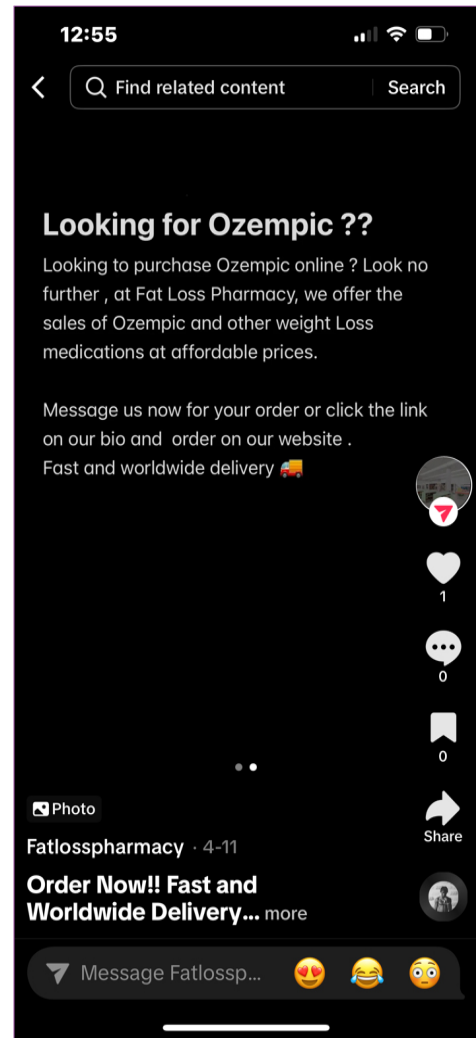 12:55
Find related content Search
Looking for Ozempic ??
Looking to purchase Ozempic online ? Look no
further , at Fat Loss Pharmacy, we offer the
sales of Ozempic and other weight Loss
medications at affordable prices.
Message us now for your order or click the link
on our bio and  order on our website .
Fast and worldwide delivery 🚚
1
0
0
Share
Photo
Fatlosspharmacy · 4-11
Order Now!! Fast and
Worldwide Delivery... more
Message Fatlossp...